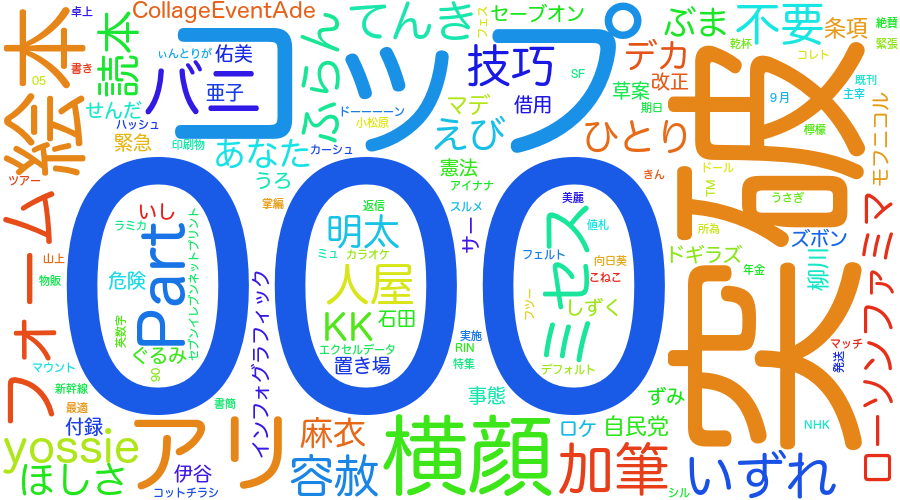 卓上
CollageEventAde
てんき
フェス
セーブオン
ぶま
不要
条項
絶賛
緊張
絵本
書き
読本
ふらん
ぃんとりが
佑美
コップ
技巧
デカ
乾杯
コレト
05
バニ
亜子
SF
改正
既刊
せんだ
ドーーーーン
マデ
借用
草案
9月
主宰
ハッシュ
小松原
期日
モフニコル
緊急
印刷物
あなた
カーシュ
えび
ひとり
檸檬
突破
うろ
憲法
きん
ドール
ツアー
アイナナ
TM
うさぎ
フォーム
000
いし
掌編
返信
スルメ
美麗
ラミカ
Part
明太
サー
ミセス
値札
所為
ズボン
ローソンファミマ
山上
ミュ
カラオケ
フェルト
向日葵
ドギラズ
物販
危険
人屋
こねこ
年金
柳川
セブンイレブンネットプリント
インフォグラフィック
フツー
しずく
英数字
KK
石田
実施
マッチ
ぐるみ
エクセルデータ
RIN
発送
マウント
06
置き場
特集
デフォルト
新幹線
事態
ずみ
最適
書簡
付録
アリ
麻衣
横顔
ロケ
自民党
NHK
yossie
伊谷
容赦
加筆
いずれ
ほしさ
コットチラシ
シル